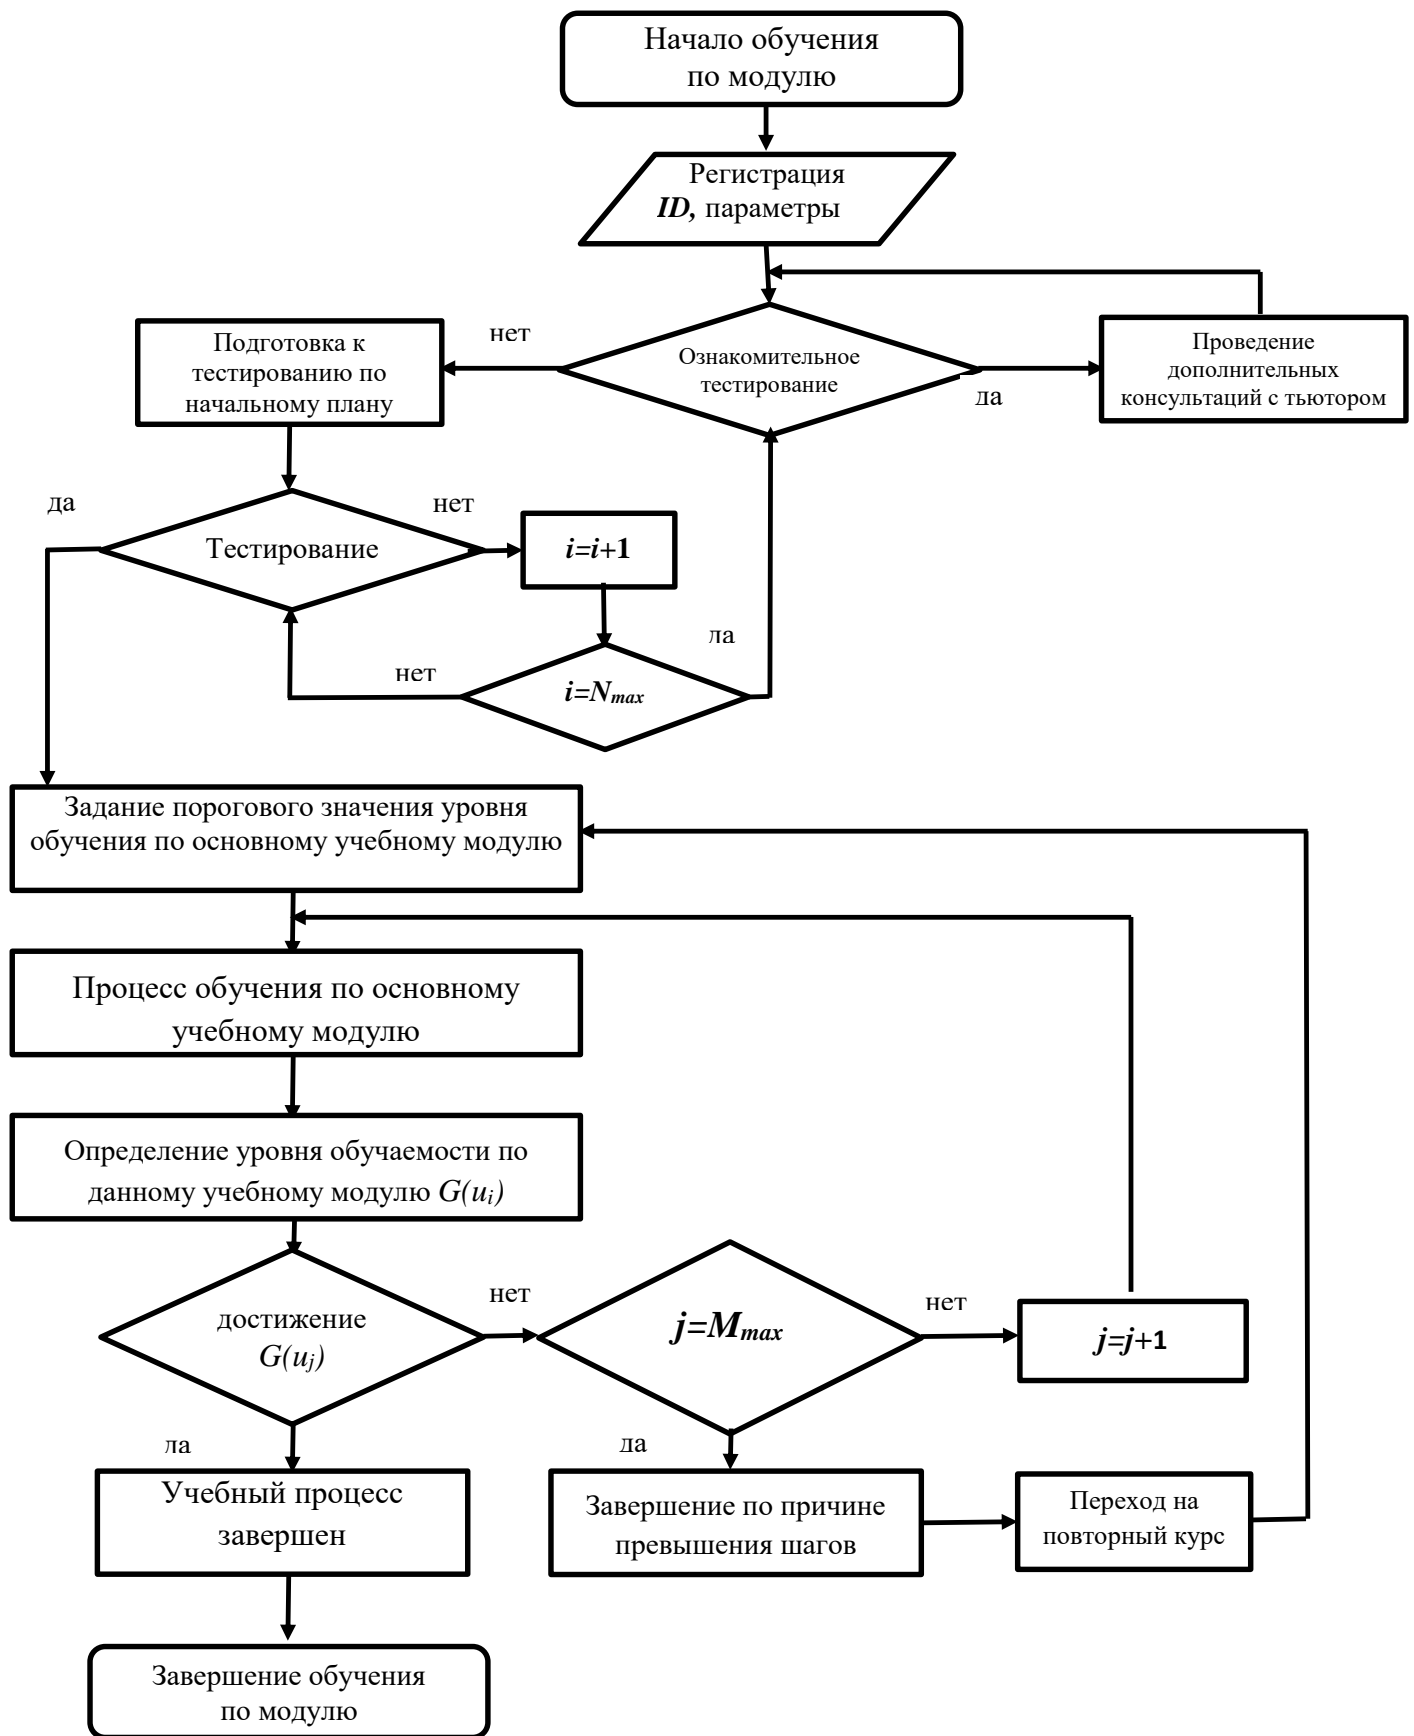 Начало обучения
по модулю
Регистрация
ID, параметры
нет
Ознакомительное
тестирование
да
Проведение
дополнительных
консультаций с тьютором
Подготовка к
тестированию по
начальному плану
да
Тестирование
нет
i=i+1
да
нет
i=Nmax
Задание порогового значения уровня
обучения по основному учебному модулю
Процесс обучения по основному
учебному модулю
Определение уровня обучаемости по
данному учебному модулю G(ui)
достижение
G(uj)
нет
j=Mmax
нет
j=j+1
да
да
Учебный процесс
завершен
Завершение по причине
превышения шагов
Переход на
повторный курс
Завершение обучения
по модулю